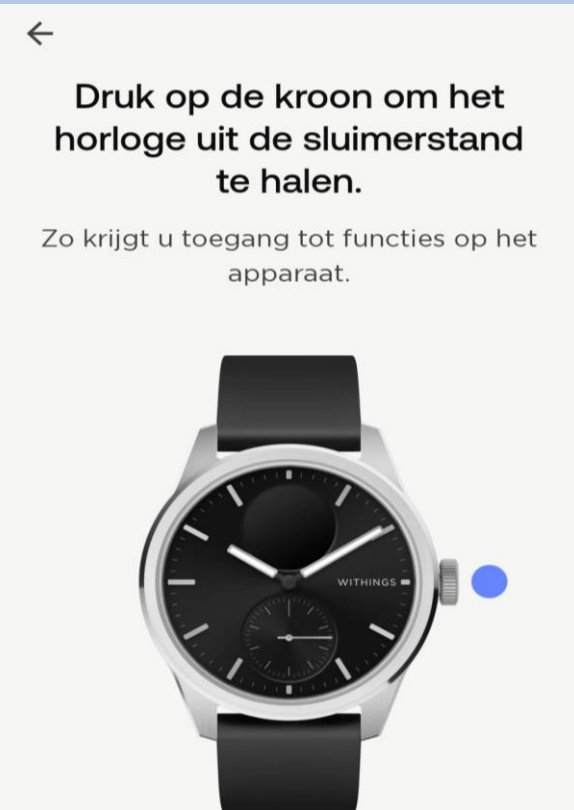 Druk op de kroon om het
horloge uit de sluimerstand
te halen.
Zo krijgt u toegang tot functies op het
apparaat.
WITHINGS